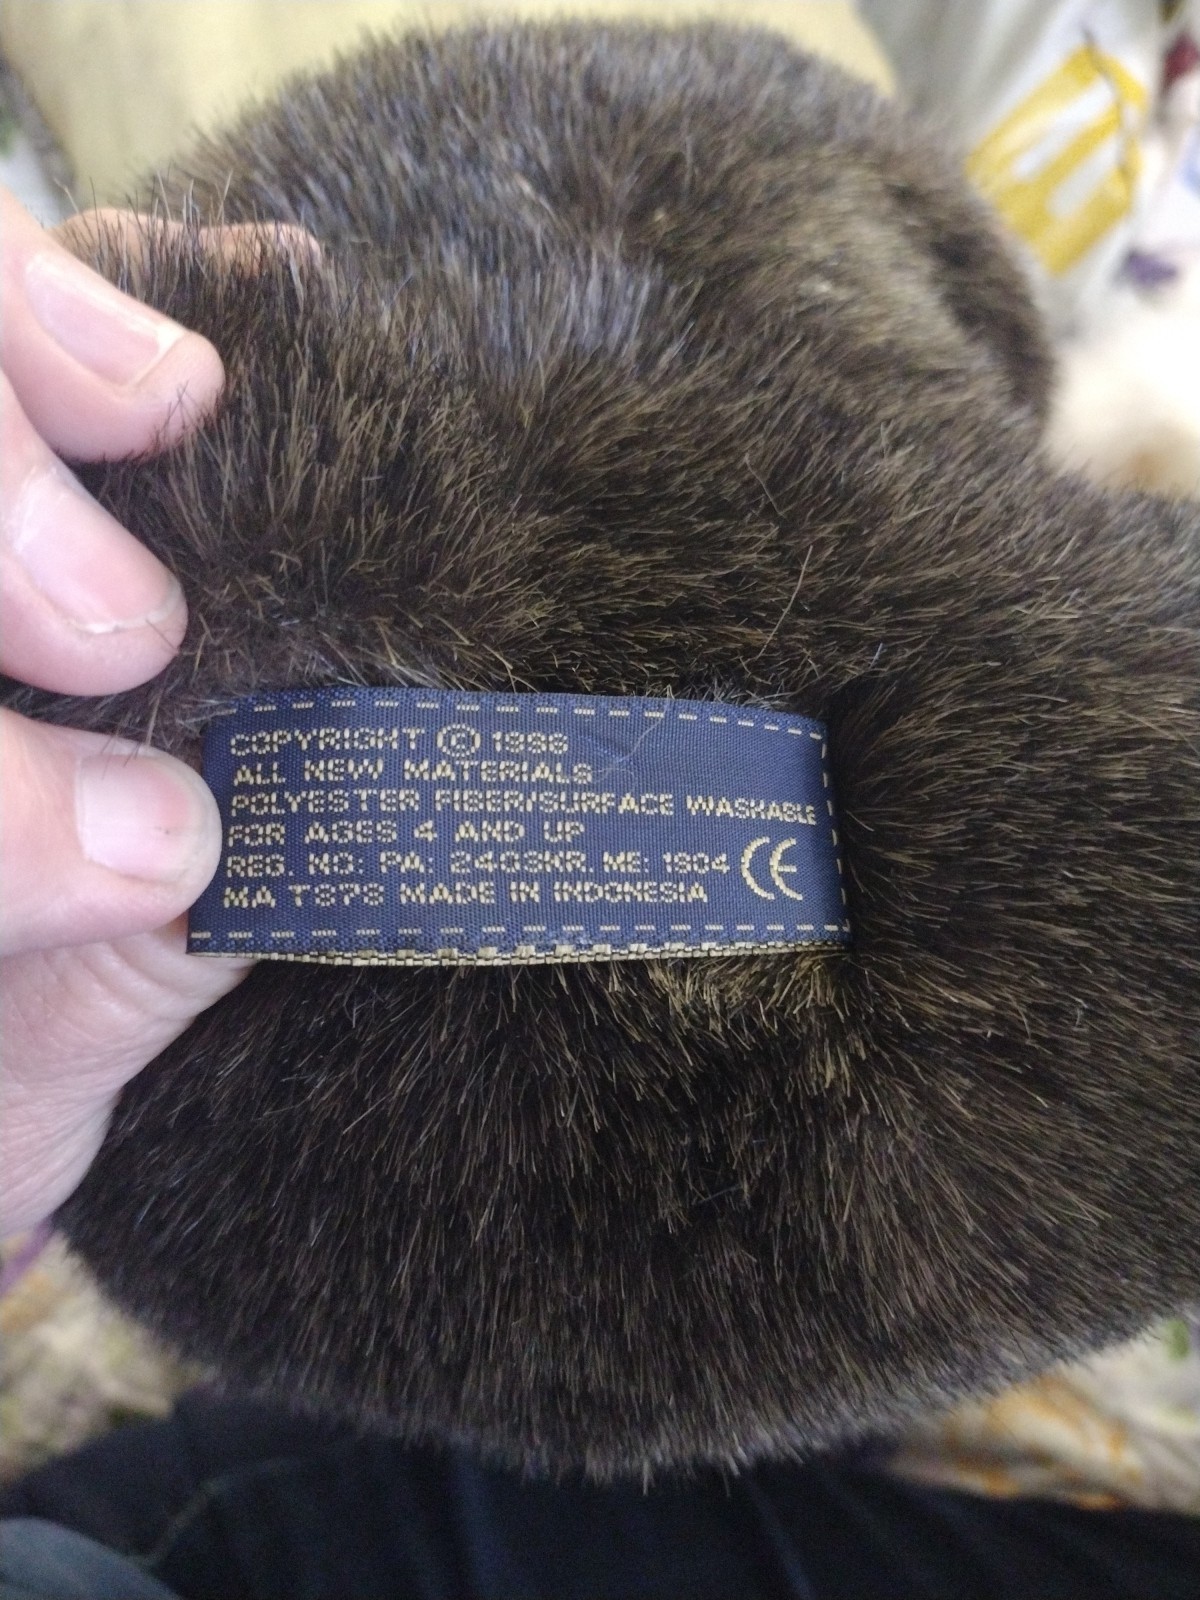 COPYRIGHT © 1996
ALL NEW MATERIALS
POLYESTER FIBER/SURFACE WASHABLE
FOR AGES 4 AND UP
REG. NO: PA. 2403KR. ME: 1904
MA T878 MADE IN INDONESIA
CE